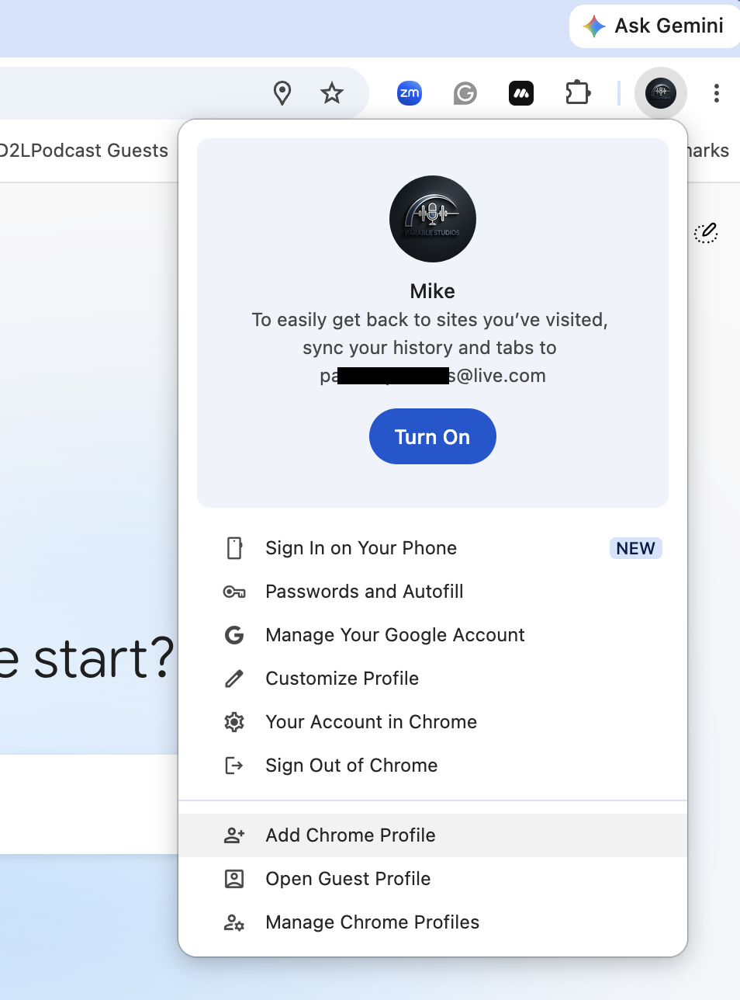 Ask Gemini
zm
D2LPodcast Guests
PARABLE STUDIOS
Mike
To easily get back to sites you’ve visited,
sync your history and tabs to
pa s@live.com
Turn On
Sign In on Your Phone NEW
Passwords and Autofill
Manage Your Google Account
Customize Profile
e start?
Your Account in Chrome
Sign Out of Chrome
Add Chrome Profile
Open Guest Profile
Manage Chrome Profiles